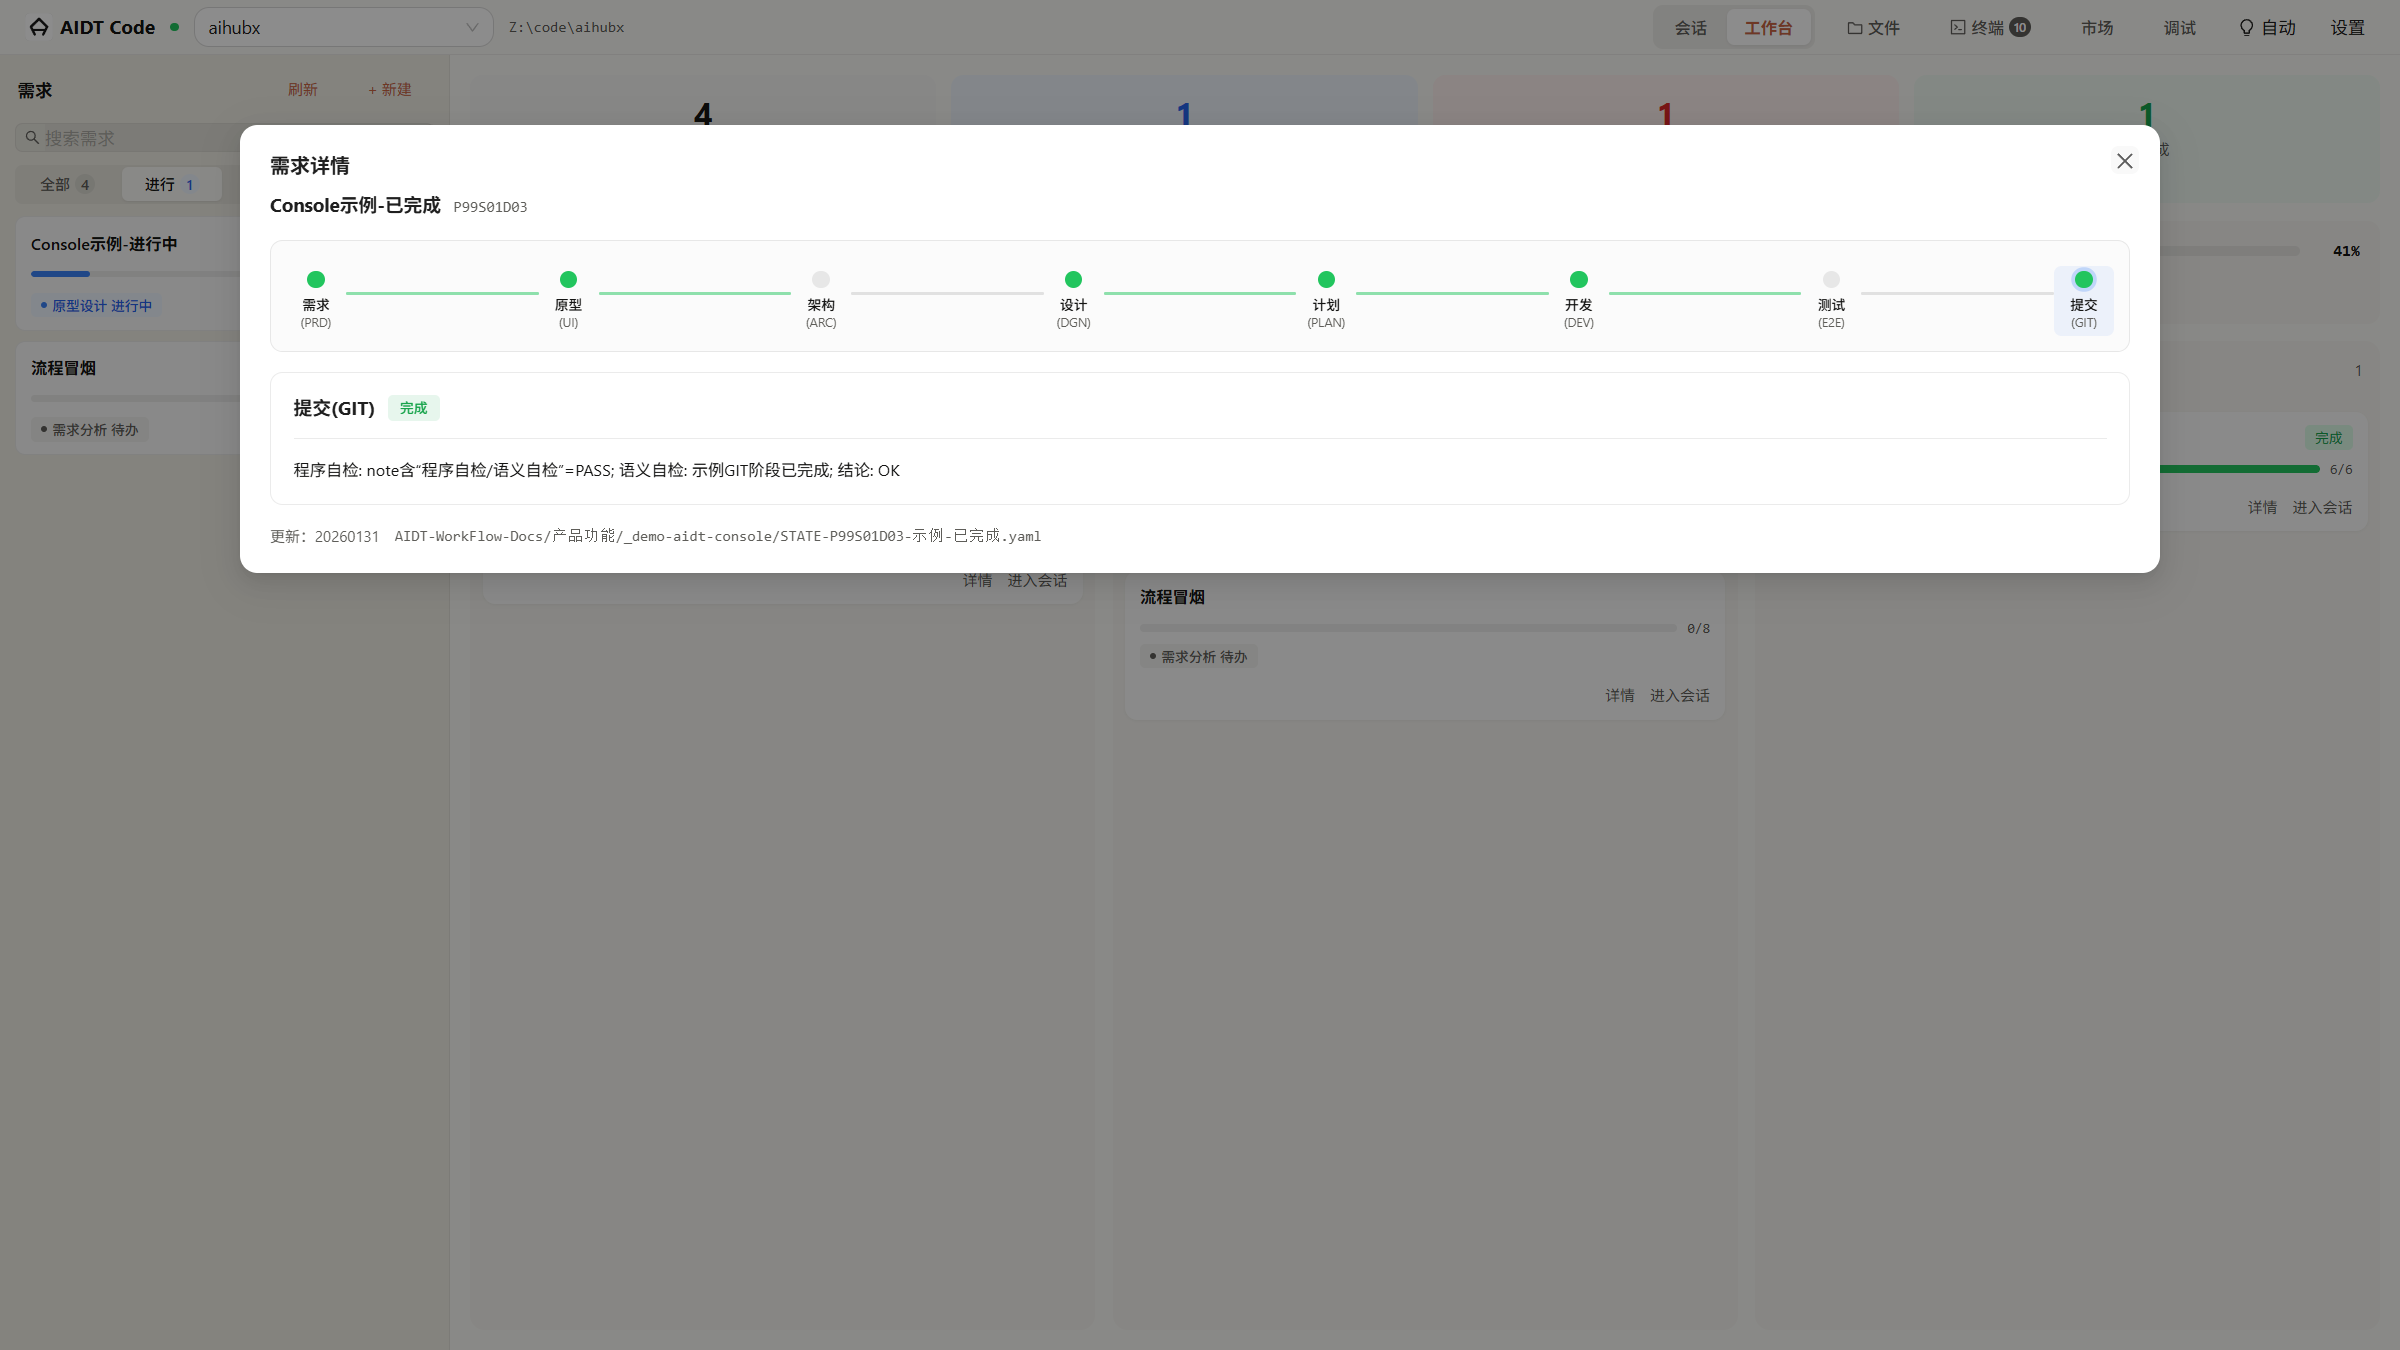 AIDT Code
aihubx
Z:\code\aihubx
会话
工作台
文件
终端 10
市场
调试
自动
设置
需求
刷新
+ 新建
搜索需求
全部 4
进行 1
Console示例-进行中
• 原型设计 进行中
流程冒烟
• 需求分析 待办
4
1
1
1
成
41%
需求详情
Console示例-已完成 P99S01D03
需求
(PRD)
原型
(UI)
架构
(ARC)
设计
(DGN)
计划
(PLAN)
开发
(DEV)
测试
(E2E)
提交
(GIT)
提交(GIT) 完成
程序自检: note含“程序自检/语义自检”=PASS; 语义自检: 示例GIT阶段已完成; 结论: OK
更新: 20260131 AIDT-WorkFlow-Docs/产品功能/_demo-aidt-console/STATE-P99S01D03-示例-已完成.yaml
详情 进入会话
流程冒烟
0/8
• 需求分析 待办
详情 进入会话
1
完成
6/6
详情 进入会话